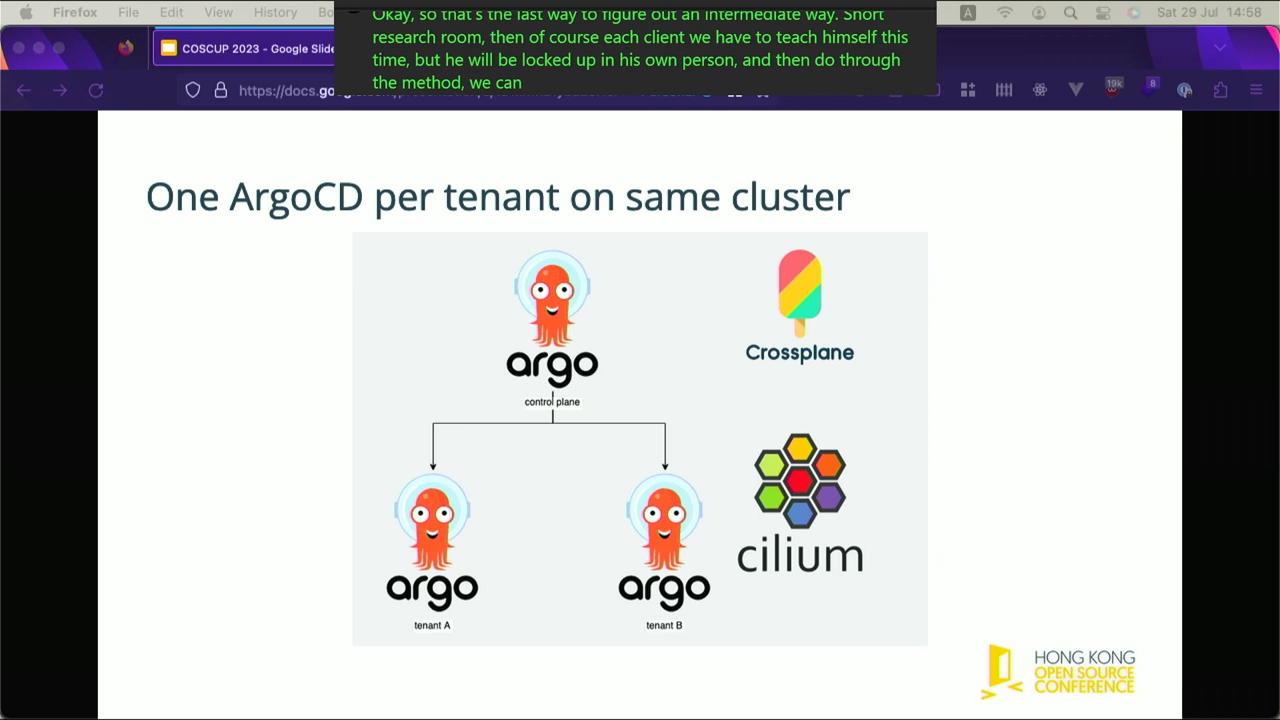 Firefox File Edit View History Bo
A Sat 29 Jul 14:58
Okay, so that's the last way to figure out an intermediate way. Short
research room, then of course each client we have to teach himself this
time, but he will be locked up in his own person, and then do through
the method, we can
COSCUP 2023 - Google Slide
https://docs.go
19k 8
One ArgoCD per tenant on same cluster
argo
control plane
Crossplane
argo
tenant A
argo
tenant B
cilium
HONG KONG
OPEN SOURCE
CONFERENCE